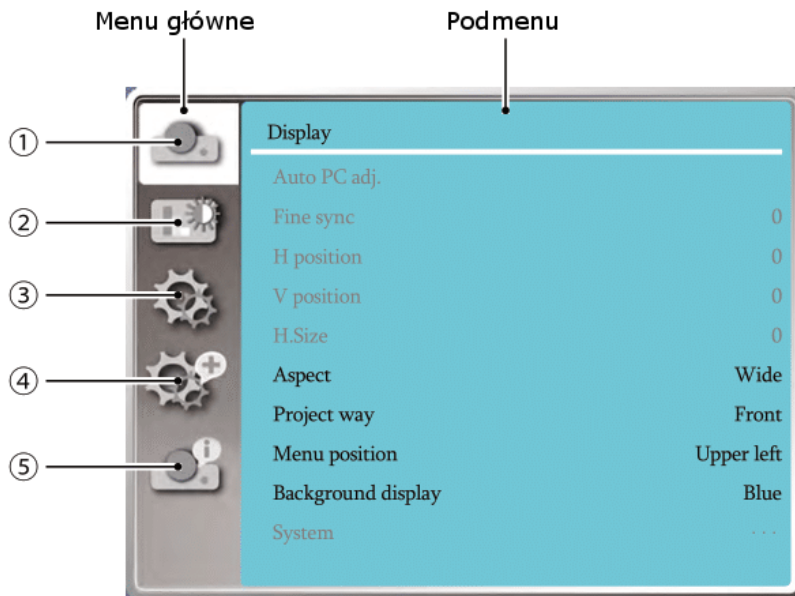 Menu główne Podmenu
① Display
Auto PC adj.
② Fine sync 0
H position 0
③ V position 0
H.Size 0
④ Aspect Wide
Project way Front
⑤ Menu position Upper left
Background display Blue
System . . .